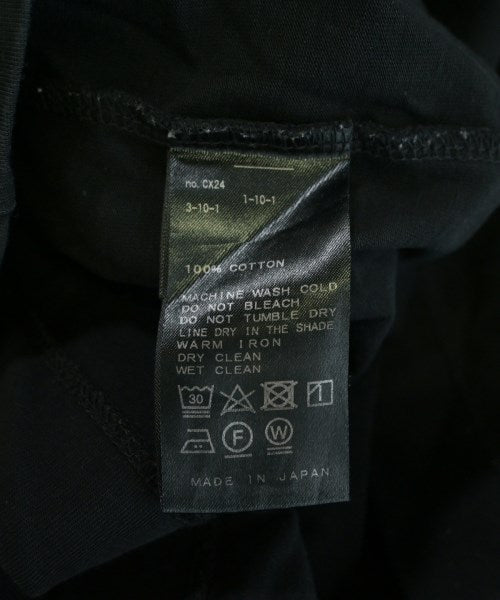 no. CX24
3-10-1 1-10-1
100% COTTON
MACHINE WASH COLD
DO NOT BLEACH
DO NOT TUMBLE DRY
LINE DRY IN THE SHADE
WARM IRON
DRY CLEAN
WET CLEAN
30
F W
MADE IN JAPAN